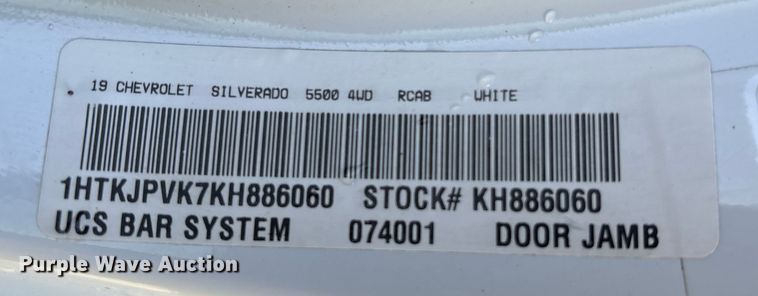 19 CHEVROLET SILVERADO 5500 4WD RCAB WHITE
1HTKJPVK7KH886060 STOCK# KH886060
UCS BAR SYSTEM 074001 DOOR JAMB
Purple Wave Auction